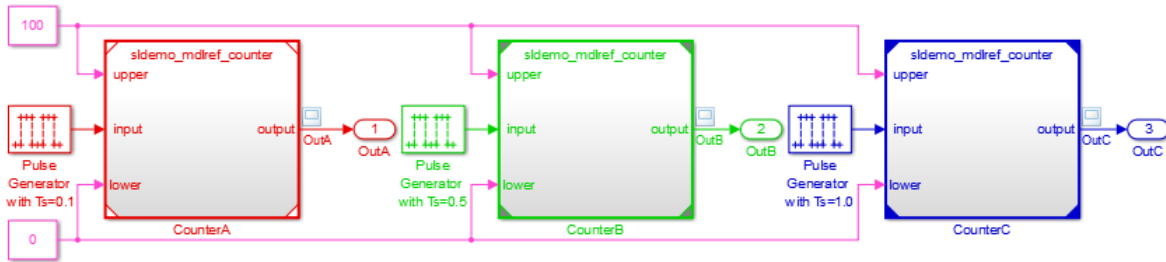 100
sldemo_mdlref_counter
upper
input
output
lower
CounterA
Pulse
Generator
with Ts=0.1
OutA
1
OutA
sldemo_mdlref_counter
upper
input
output
lower
CounterB
Pulse
Generator
with Ts=0.5
OutB
2
OutB
sldemo_mdlref_counter
upper
input
output
lower
CounterC
Pulse
Generator
with Ts=1.0
OutC
3
OutC
0